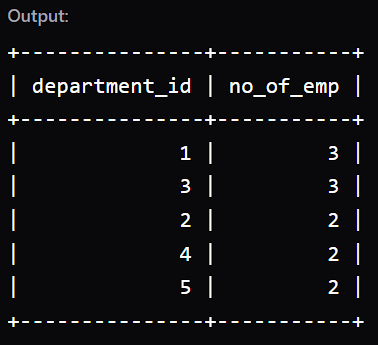 Output:
+---------------+-----------+
| department_id | no_of_emp |
+---------------+-----------+
|             1 |         3 |
|             3 |         3 |
|             2 |         2 |
|             4 |         2 |
|             5 |         2 |
+---------------+-----------+